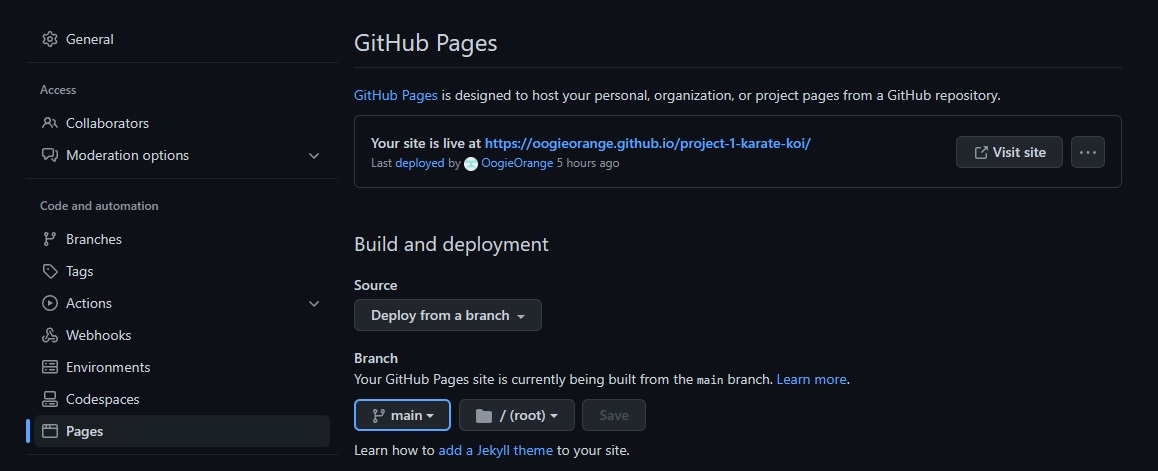 General
Access
Collaborators
Moderation options
Code and automation
Branches
Tags
Actions
Webhooks
Environments
Codespaces
Pages
GitHub Pages
GitHub Pages is designed to host your personal, organization, or project pages from a GitHub repository.
Your site is live at https://oogieorange.github.io/project-1-karate-koi/
Last deployed by OogieOrange 5 hours ago
Visit site
Build and deployment
Source
Deploy from a branch
Branch
Your GitHub Pages site is currently being built from the main branch. Learn more.
main / (root) Save
Learn how to add a Jekyll theme to your site.